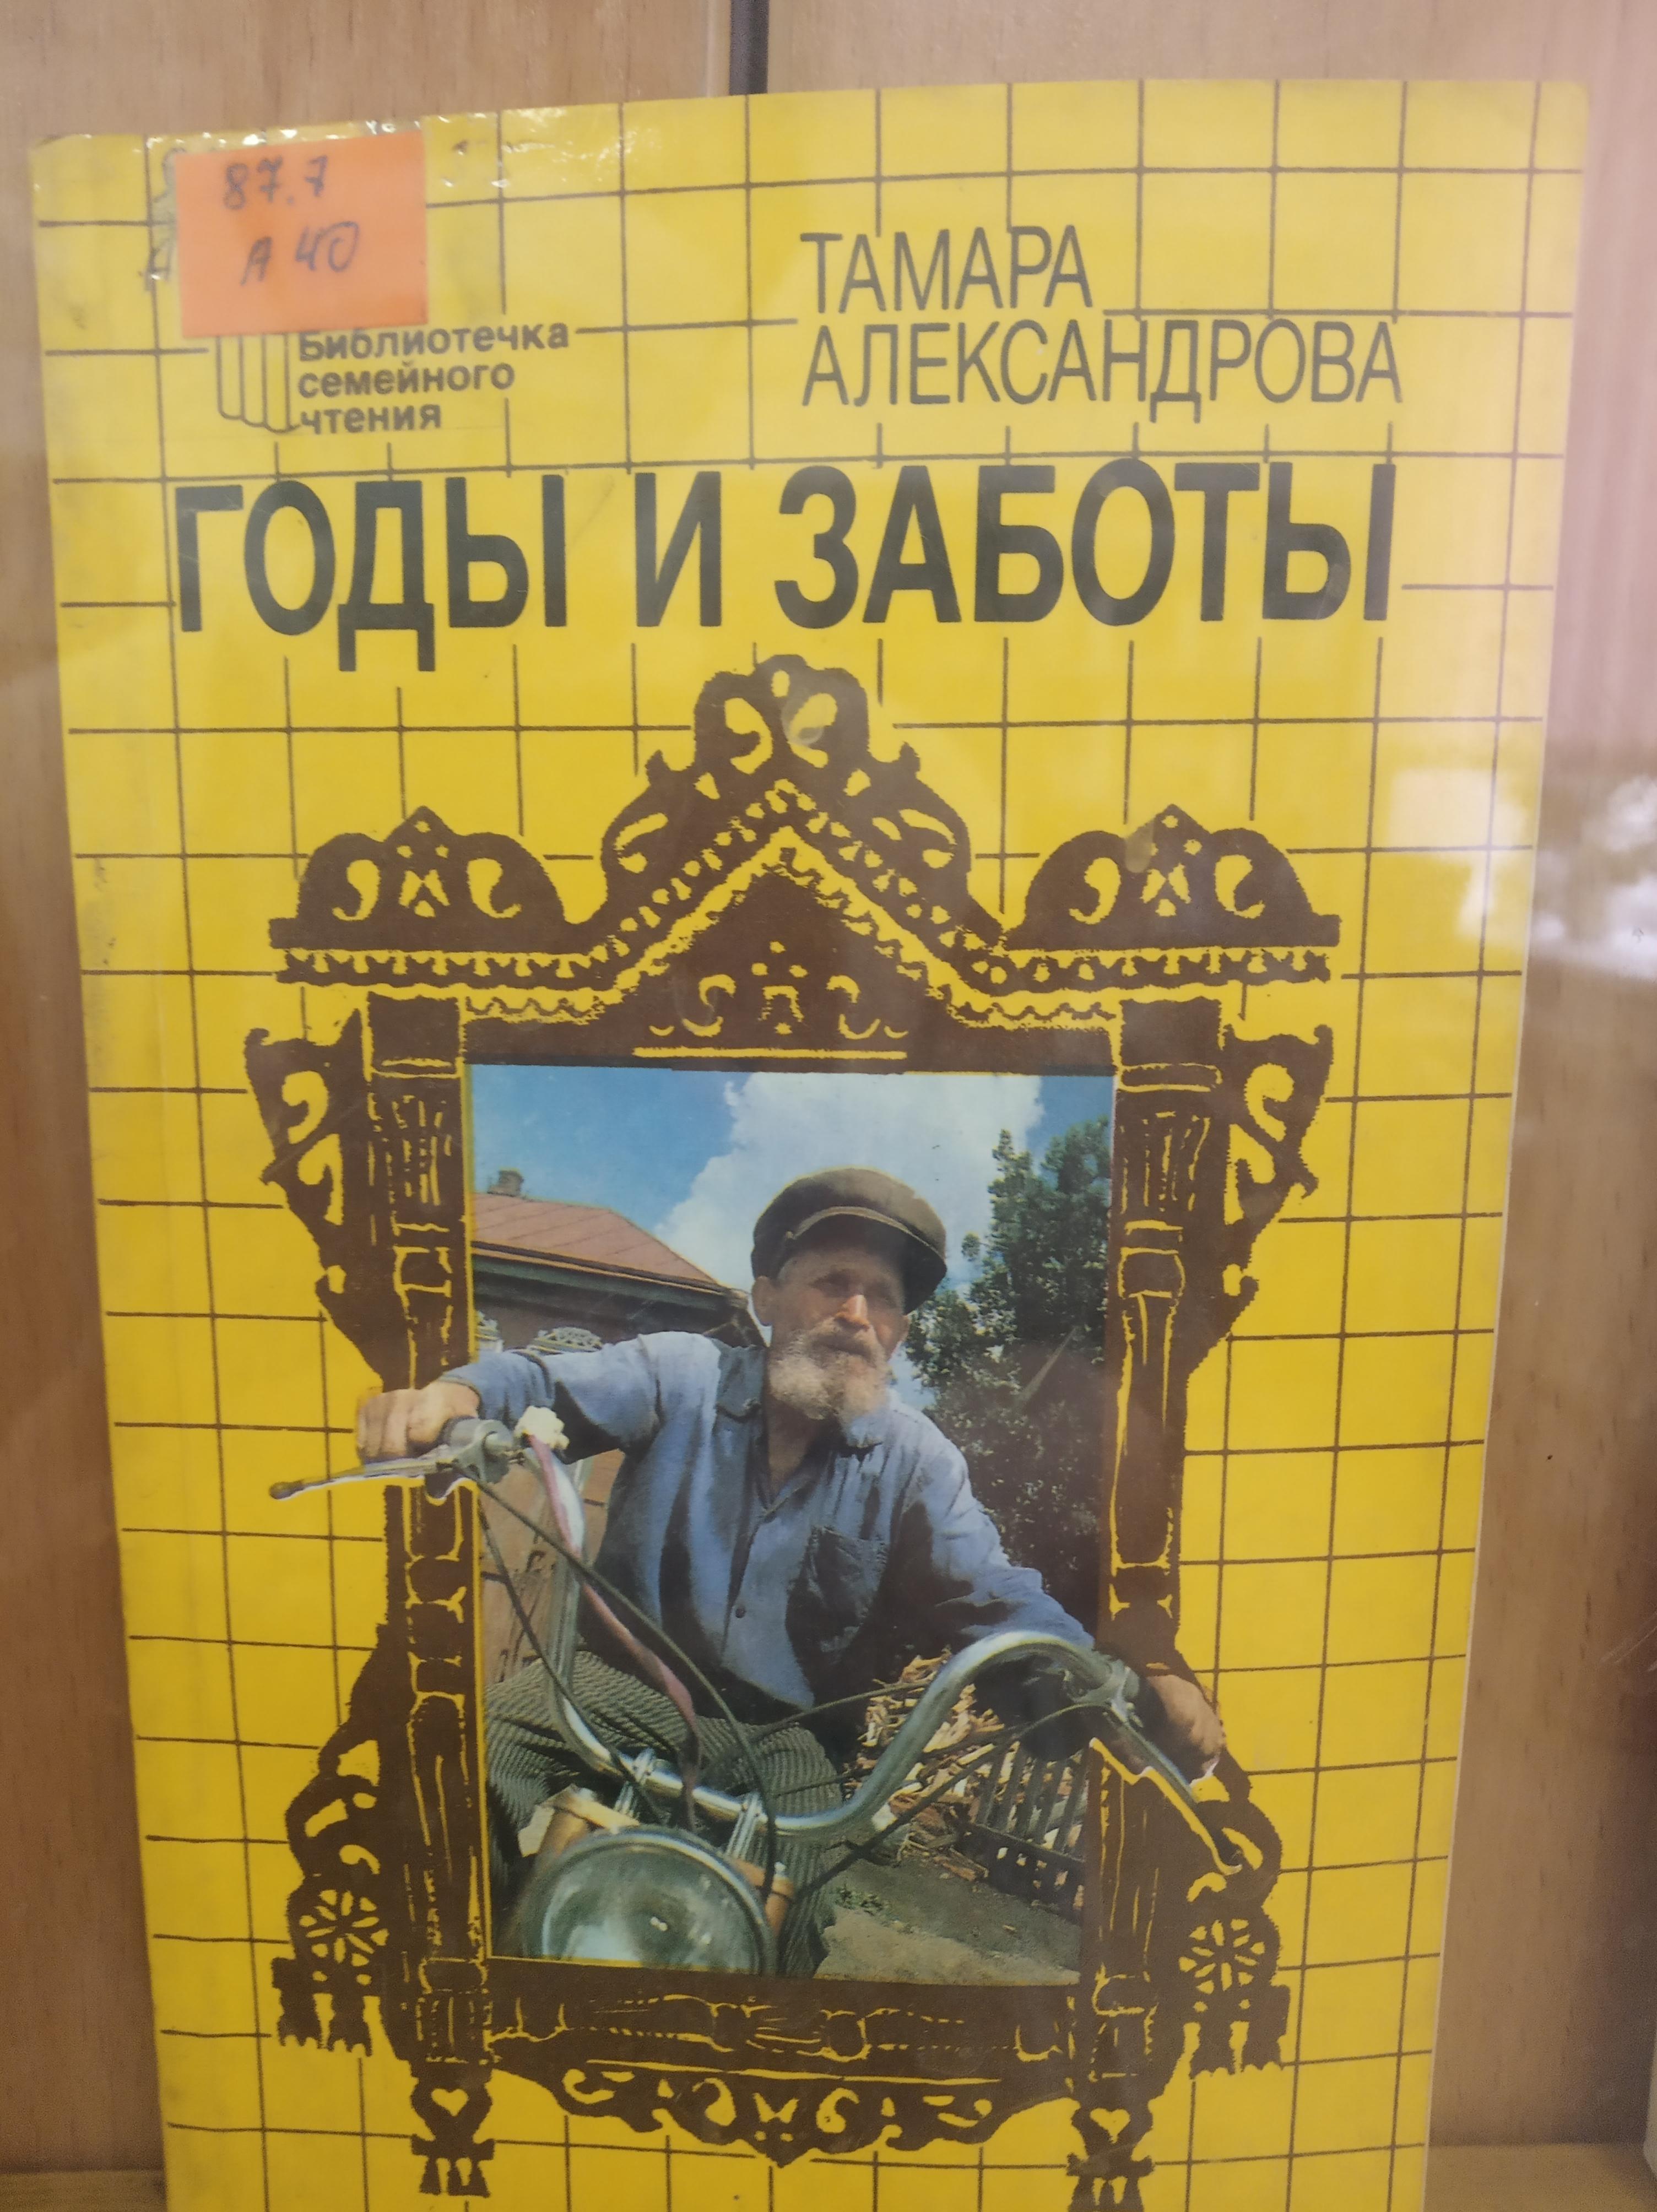 87.7
А 40
Библиотечка
семейного
чтения
ТАМАРА
АЛЕКСАНДРОВА
ГОДЫ И ЗАБОТЫ